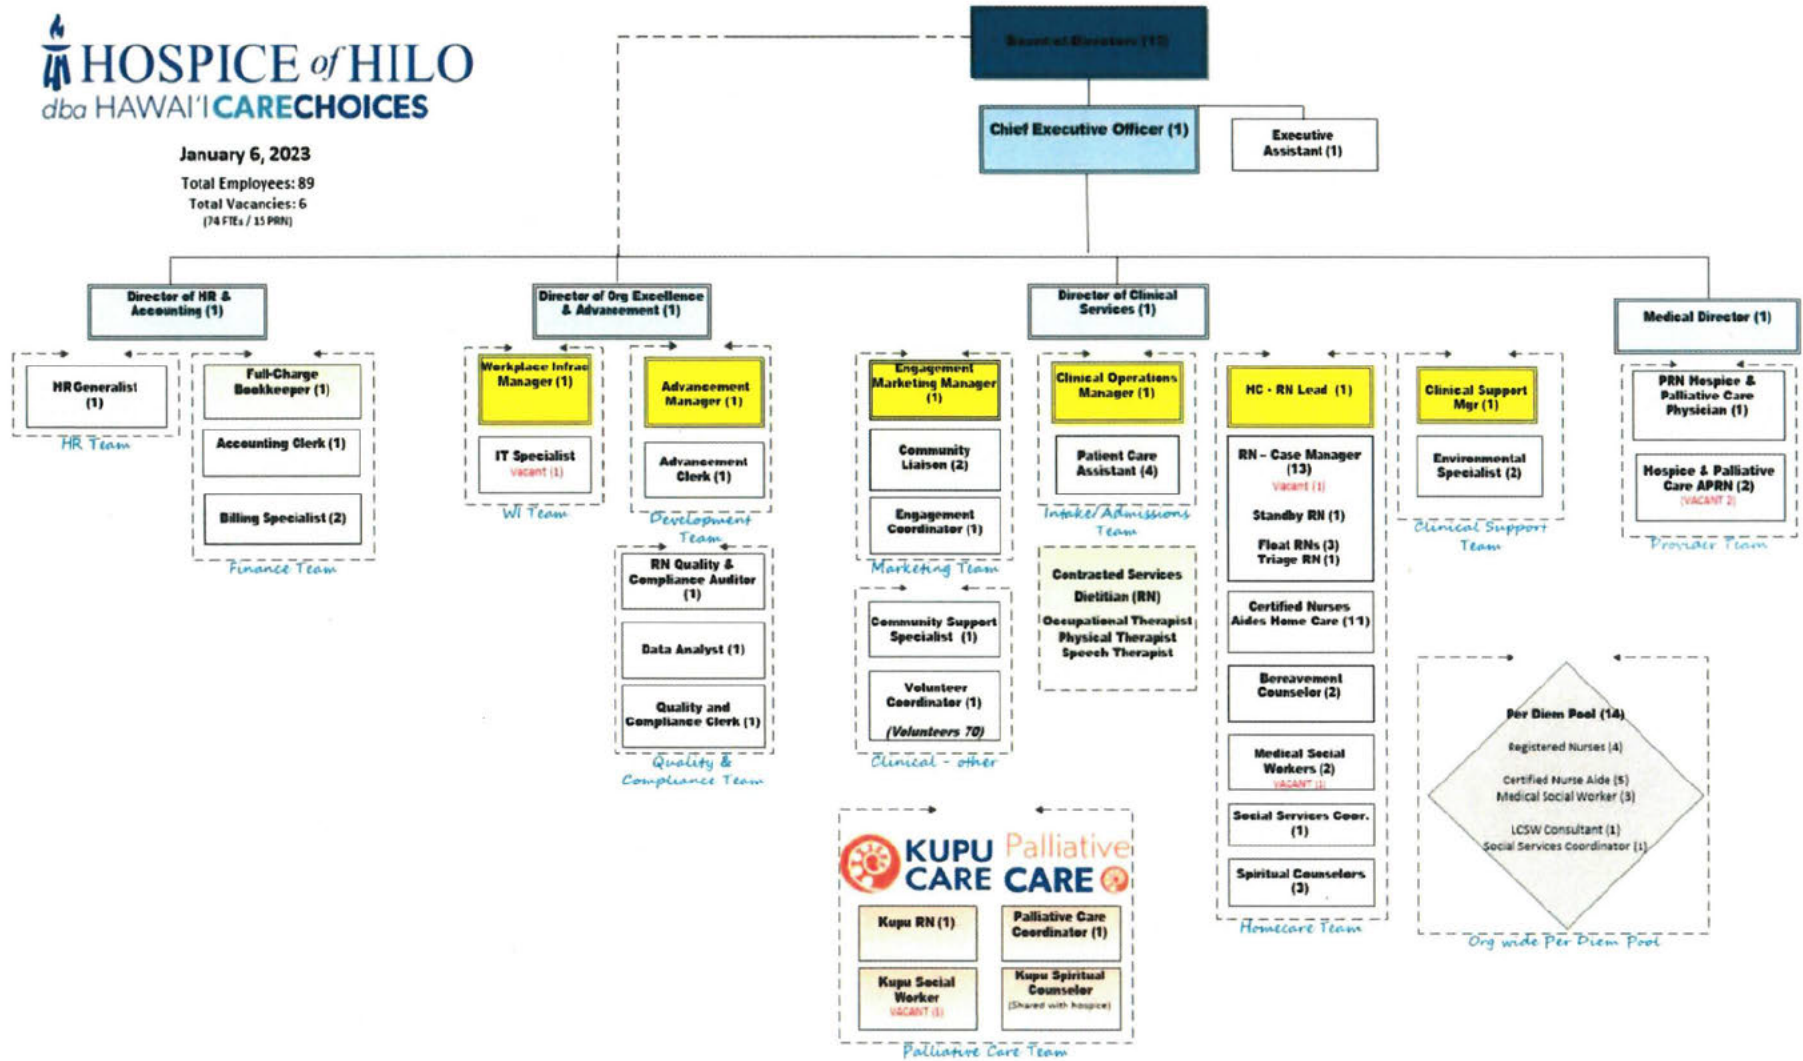 HOSPICE of HILO
dba HAWAI'I CARECHOICES
January 6, 2023
Total Employees: 89
Total Vacancies: 6
(74 FTEs / 15 PRN)
Chief Executive Officer (1)
Executive
Assistant (1)
Director of HR &
Accounting (1)
Director of Org Excellence
& Advancement (1)
Director of Clinical
Services (1)
Medical Director (1)
HR Generalist
(1)
HR Team
Full-Charge
Bookkeeper (1)
Accounting Clerk (1)
Billing Specialist (2)
Finance Team
Workplace Infras
Manager (1)
IT Specialist
Vacant (1)
WI Team
Advancement
Manager (1)
Advancement
Clerk (1)
Development
Team
RN Quality &
Compliance Auditor
(1)
Data Analyst (1)
Quality and
Compliance Clerk (1)
Quality &
Compliance Team
Engagement
Marketing Manager
(1)
Community
Liaison (2)
Engagement
Coordinator (1)
Marketing Team
Community Support
Specialist (1)
Volunteer
Coordinator (1)
(Volunteers 70)
Clinical - other
Clinical Operations
Manager (1)
Patient Care
Assistant (4)
Intake/Admissions
Team
Contracted Services
Dietitian (RN)
Occupational Therapist
Physical Therapist
Speech Therapist
HC - RN Lead (1)
RN – Case Manager
(13)
Vacant (1)
Standby RN (1)
Float RNs (3)
Triage RN (1)
Certified Nurses
Aides Home Care (11)
Bereavement
Counselor (2)
Medical Social
Workers (2)
VACANT (1)
Social Services Coor.
(1)
Spiritual Counselors
(3)
Homecare Team
Clinical Support
Mgr (1)
Environmental
Specialist (2)
Clinical Support
Team
PRN Hospice &
Palliative Care
Physician (1)
Hospice & Palliative
Care APRN (2)
(VACANT 2)
Provider Team
Per Diem Pool (14)
Registered Nurses (4)
Certified Nurse Aide (5)
Medical Social Worker (3)
LCSW Consultant (1)
Social Services Coordinator (1)
Org wide Per Diem Pool
KUPU CARE
Palliative CARE
Kupu RN (1)
Palliative Care
Coordinator (1)
Kupu Social
Worker
VACANT (1)
Kupu Spiritual
Counselor
(Shared with hospice)
Palliative Care Team